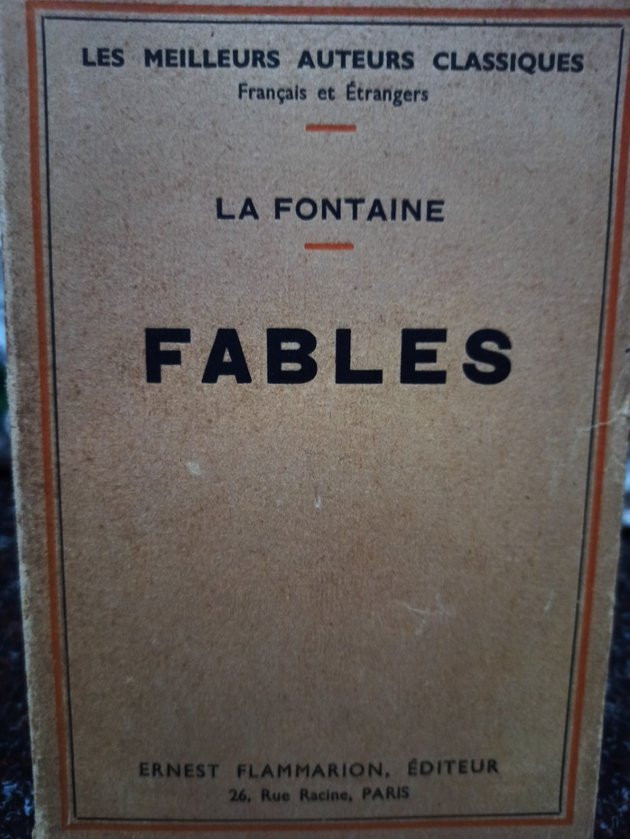 LES MEILLEURS AUTEURS CLASSIQUES
Français et Étrangers
LA FONTAINE
FABLES
ERNEST FLAMMARION, ÉDITEUR
26, Rue Racine, PARIS